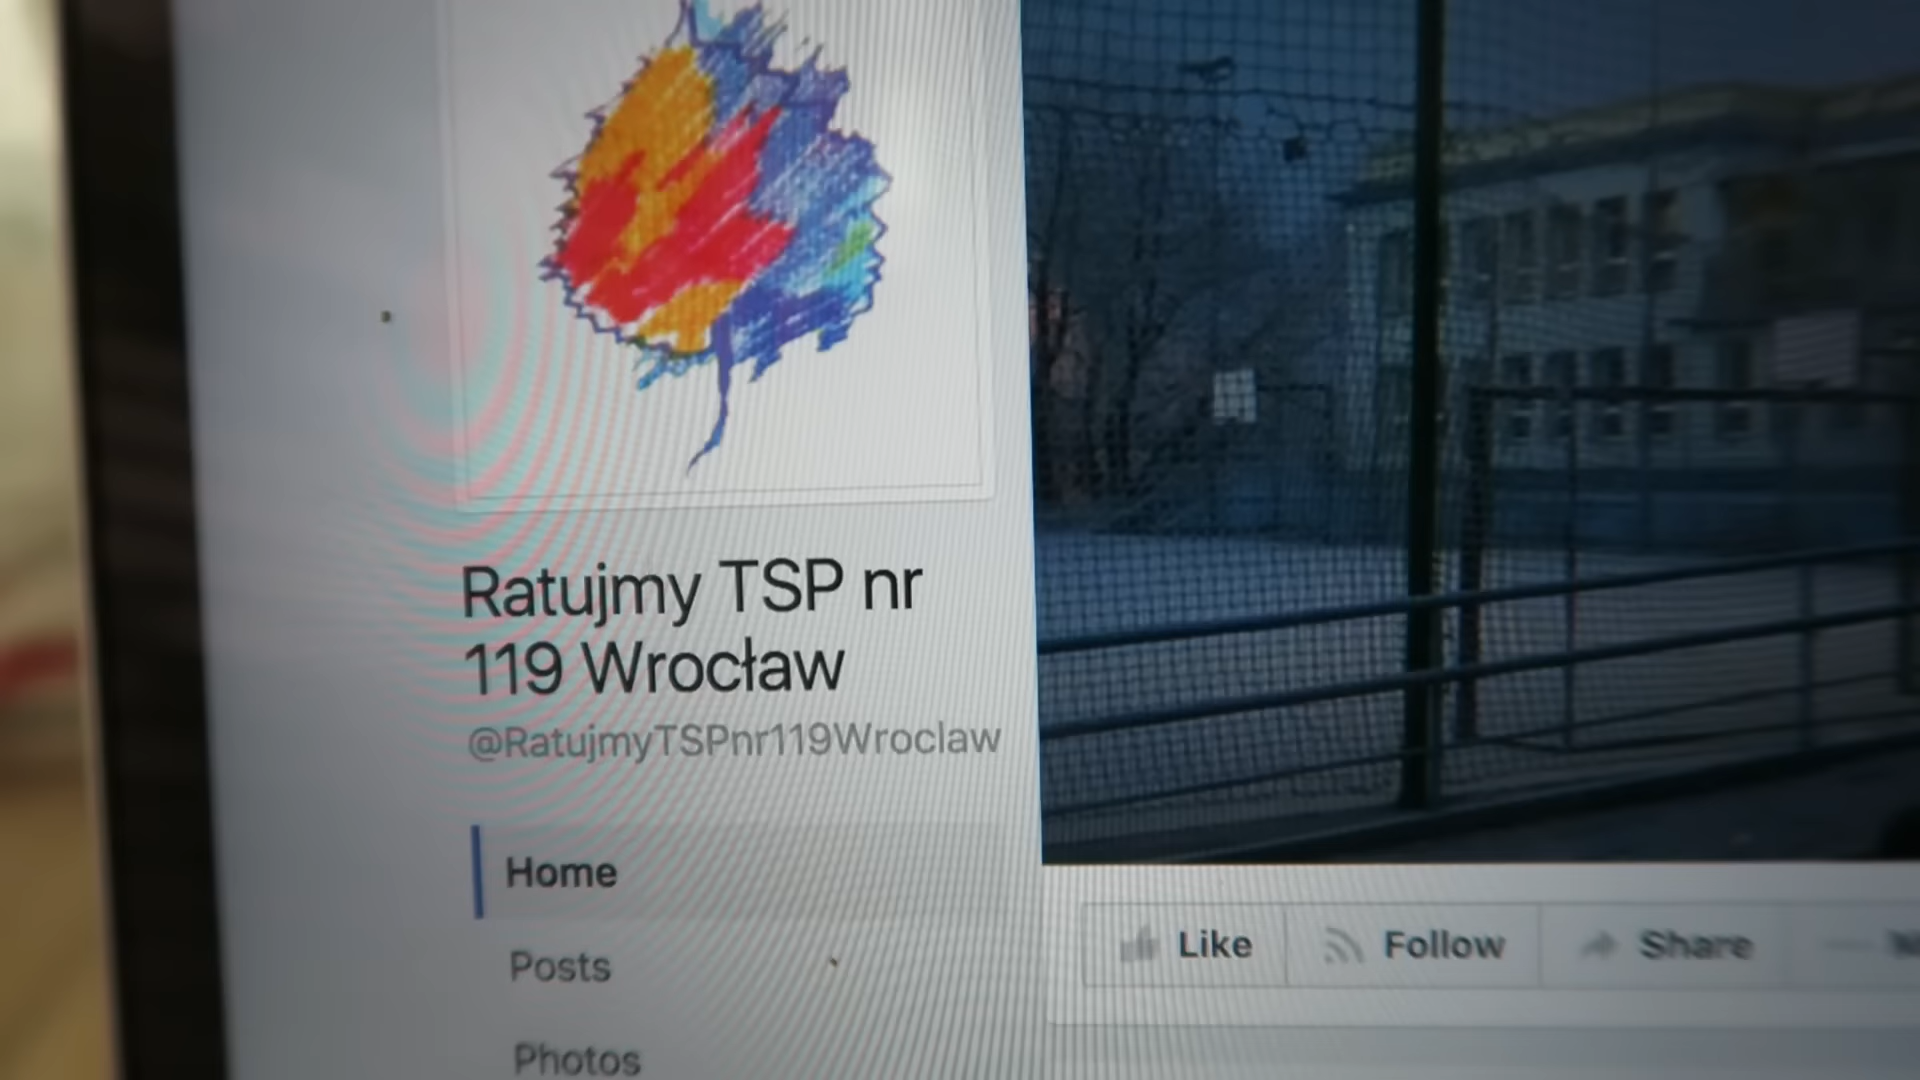 Ratujmy TSP nr
119 Wrocław
@RatujmyTSPnr119Wroclaw
Home
Posts
Photos
Like
Follow
Share